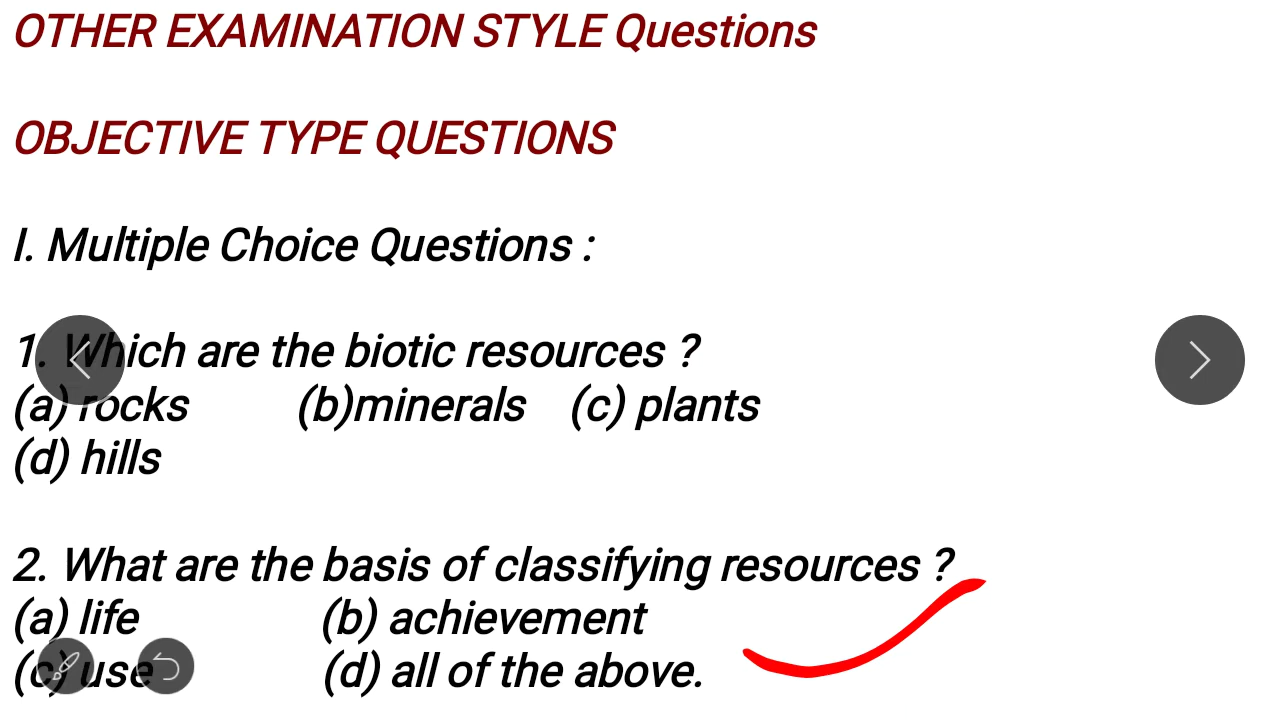 OTHER EXAMINATION STYLE Questions
OBJECTIVE TYPE QUESTIONS
I. Multiple Choice Questions :
1. Which are the biotic resources ?
(a) rocks (b)minerals (c) plants
(d) hills
2. What are the basis of classifying resources ?
(a) life (b) achievement
(c) use (d) all of the above.